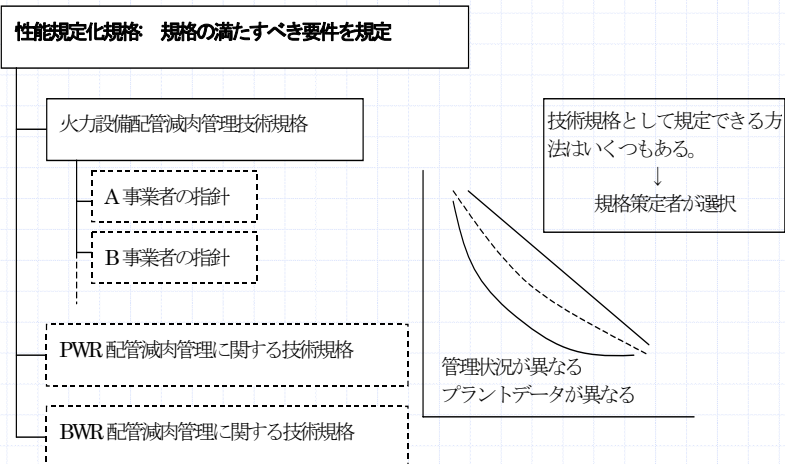 性能規定化規格:　規格の満たすべき要件を規定
火力設備配管減肉管理技術規格
A事業者の指針
B事業者の指針
PWR配管減肉管理に関する技術規格
BWR配管減肉管理に関する技術規格
技術規格として規定できる方
法はいくつもある。
↓
規格策定者が選択
管理状況が異なる
プラントデータが異なる